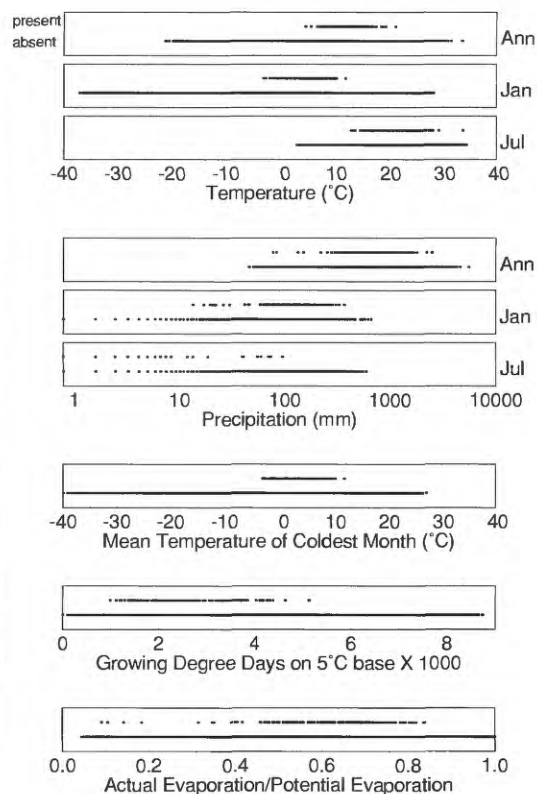 present
absent
Ann
Jan
Jul
-40 -30 -20 -10 0 10 20 30 40
Temperature (˚C)
Ann
Jan
Jul
1 10 100 1000 10000
Precipitation (mm)
-40 -30 -20 -10 0 10 20 30 40
Mean Temperature of Coldest Month (˚C)
0 2 4 6 8
Growing Degree Days on 5˚C base X 1000
0.0 0.2 0.4 0.6 0.8 1.0
Actual Evaporation/Potential Evaporation